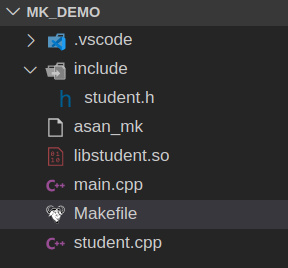 MK_DEMO
.vscode
include
h student.h
asan_mk
libstudent.so
C++ main.cpp
Makefile
C++ student.cpp